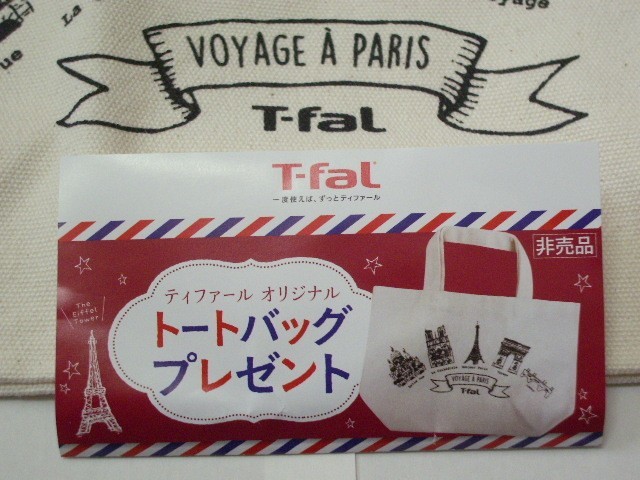 La
que
VOYAGE À PARIS
T-faL
T-faL
一度使えば、ずっとティファール
非売品
The
Eiffel
Tower
ティファール オリジナル
トートバッグ
プレゼント
VOYAGE À PARIS
T-faL